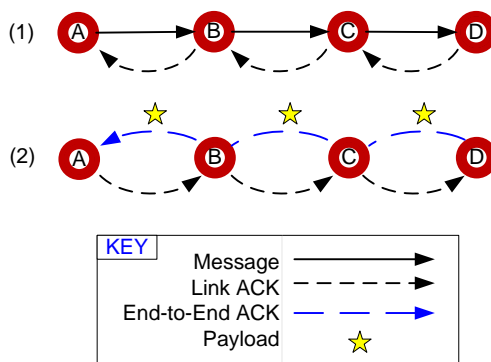 (1) A B C D
(2) A B C D
KEY
Message
Link ACK
End-to-End ACK
Payload